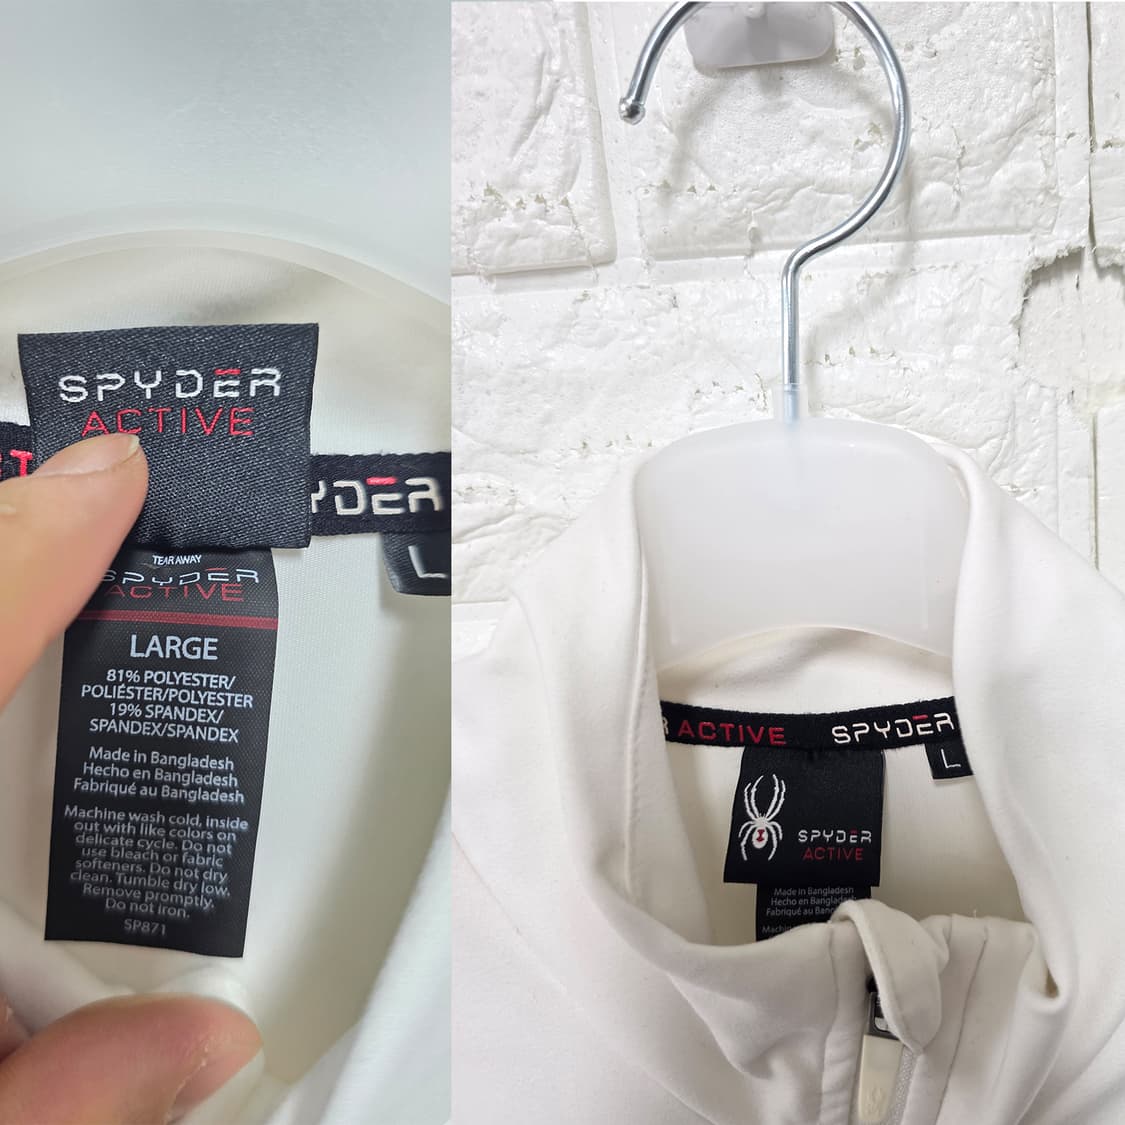 SPYDER
ACTIVE
YDER
L
TEAR AWAY
SPYDER
ACTIVE
LARGE
81% POLYESTER/
POLIÉSTER/POLYESTER
19% SPANDEX/
SPANDEX/SPANDEX
Made in Bangladesh
Hecho en Bangladesh
Fabriqué au Bangladesh
Machine wash cold, inside
out with like colors on
delicate cycle. Do not
use bleach or fabric
softeners. Do not dry
clean. Tumble dry low.
Remove promptly.
Do not iron.
SP871
R ACTIVE SPYDER
L
SPYDER
ACTIVE
Made in Bangladesh
Hecho en Bangladesh
Fabriqué au